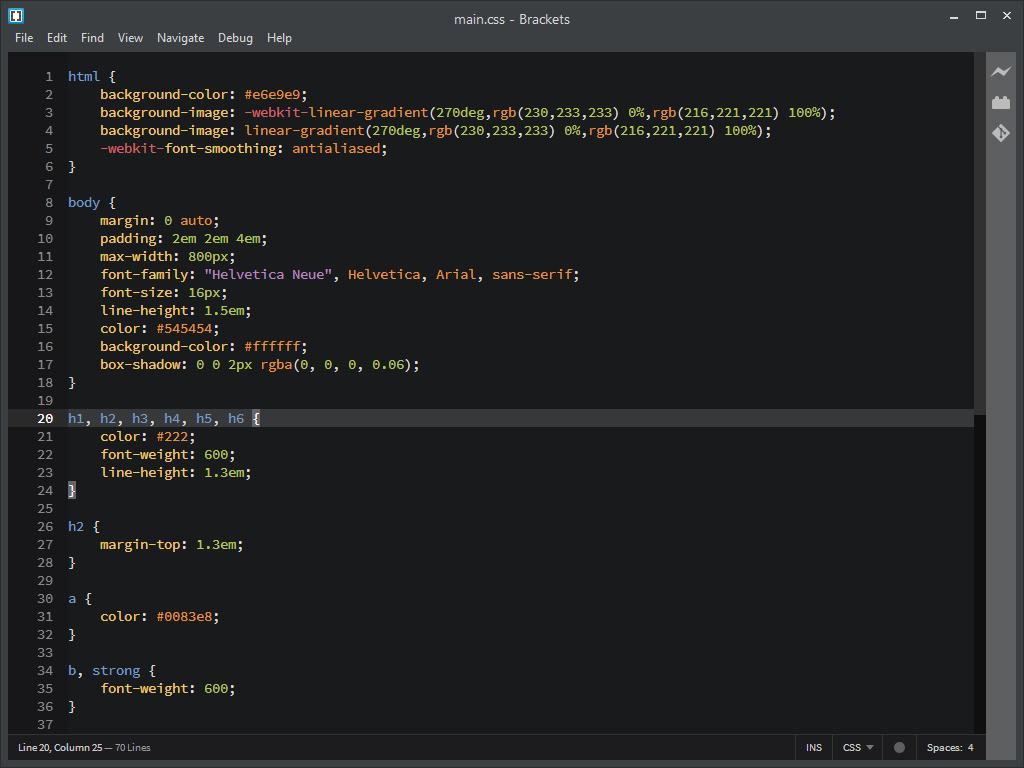 main.css - Brackets
File Edit Find View Navigate Debug Help
1 html {
2     background-color: #e6e9e9;
3     background-image: -webkit-linear-gradient(270deg,rgb(230,233,233) 0%,rgb(216,221,221) 100%);
4     background-image: linear-gradient(270deg,rgb(230,233,233) 0%,rgb(216,221,221) 100%);
5     -webkit-font-smoothing: antialiased;
6 }
7
8 body {
9     margin: 0 auto;
10     padding: 2em 2em 4em;
11     max-width: 800px;
12     font-family: "Helvetica Neue", Helvetica, Arial, sans-serif;
13     font-size: 16px;
14     line-height: 1.5em;
15     color: #545454;
16     background-color: #ffffff;
17     box-shadow: 0 0 2px rgba(0, 0, 0, 0.06);
18 }
19
20 h1, h2, h3, h4, h5, h6 {
21     color: #222;
22     font-weight: 600;
23     line-height: 1.3em;
24 }
25
26 h2 {
27     margin-top: 1.3em;
28 }
29
30 a {
31     color: #0083e8;
32 }
33
34 b, strong {
35     font-weight: 600;
36 }
37
Line 20, Column 25 — 70 Lines INS CSS Spaces: 4